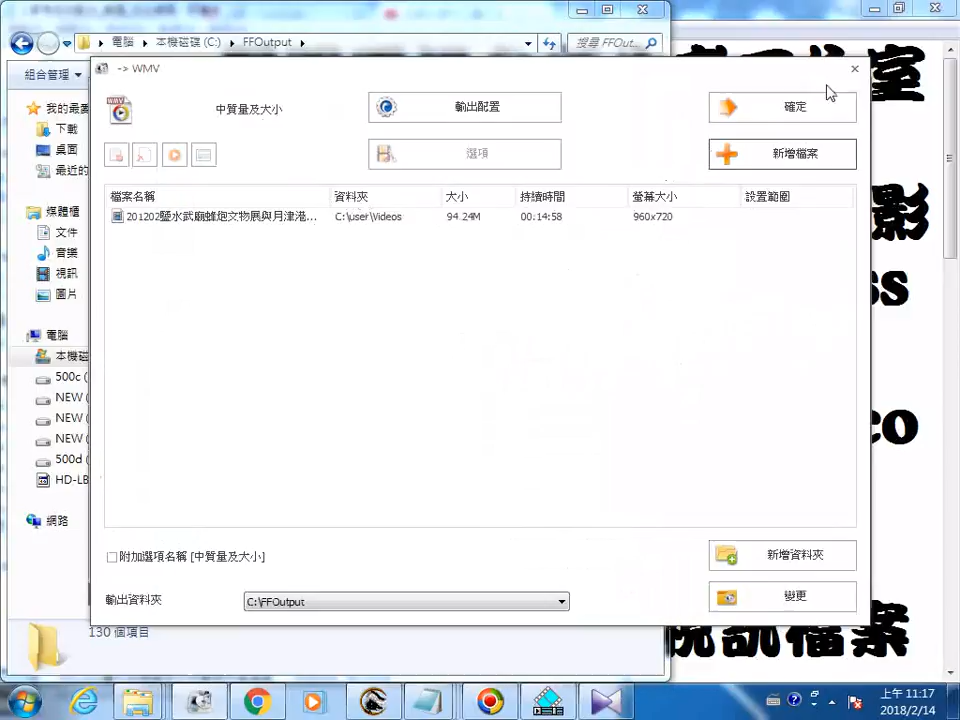 電腦 ▸ 本機磁碟 (C:) ▸ FFOutput ▸
搜尋 FFOut...
組合管理
-> WMV
中質量及大小
輸出配置
確定
選項
新增檔案
檔案名稱 資料夾 大小 持續時間 螢幕大小 設置範圍
201202鹽水武廟蜂炮文物展與月津港... C:\user\Videos 94.24M 00:14:58 960x720
我的最愛
下載
桌面
最近的
媒體櫃
文件
音樂
視訊
圖片
電腦
本機磁
500c (
NEW (
NEW (
NEW (
500d (
HD-LB
網路
影
ss
co
附加選項名稱 [中質量及大小]
新增資料夾
輸出資料夾
C:\FFOutput
變更
130 個項目
視訊檔案
上午 11:17
2018/2/14